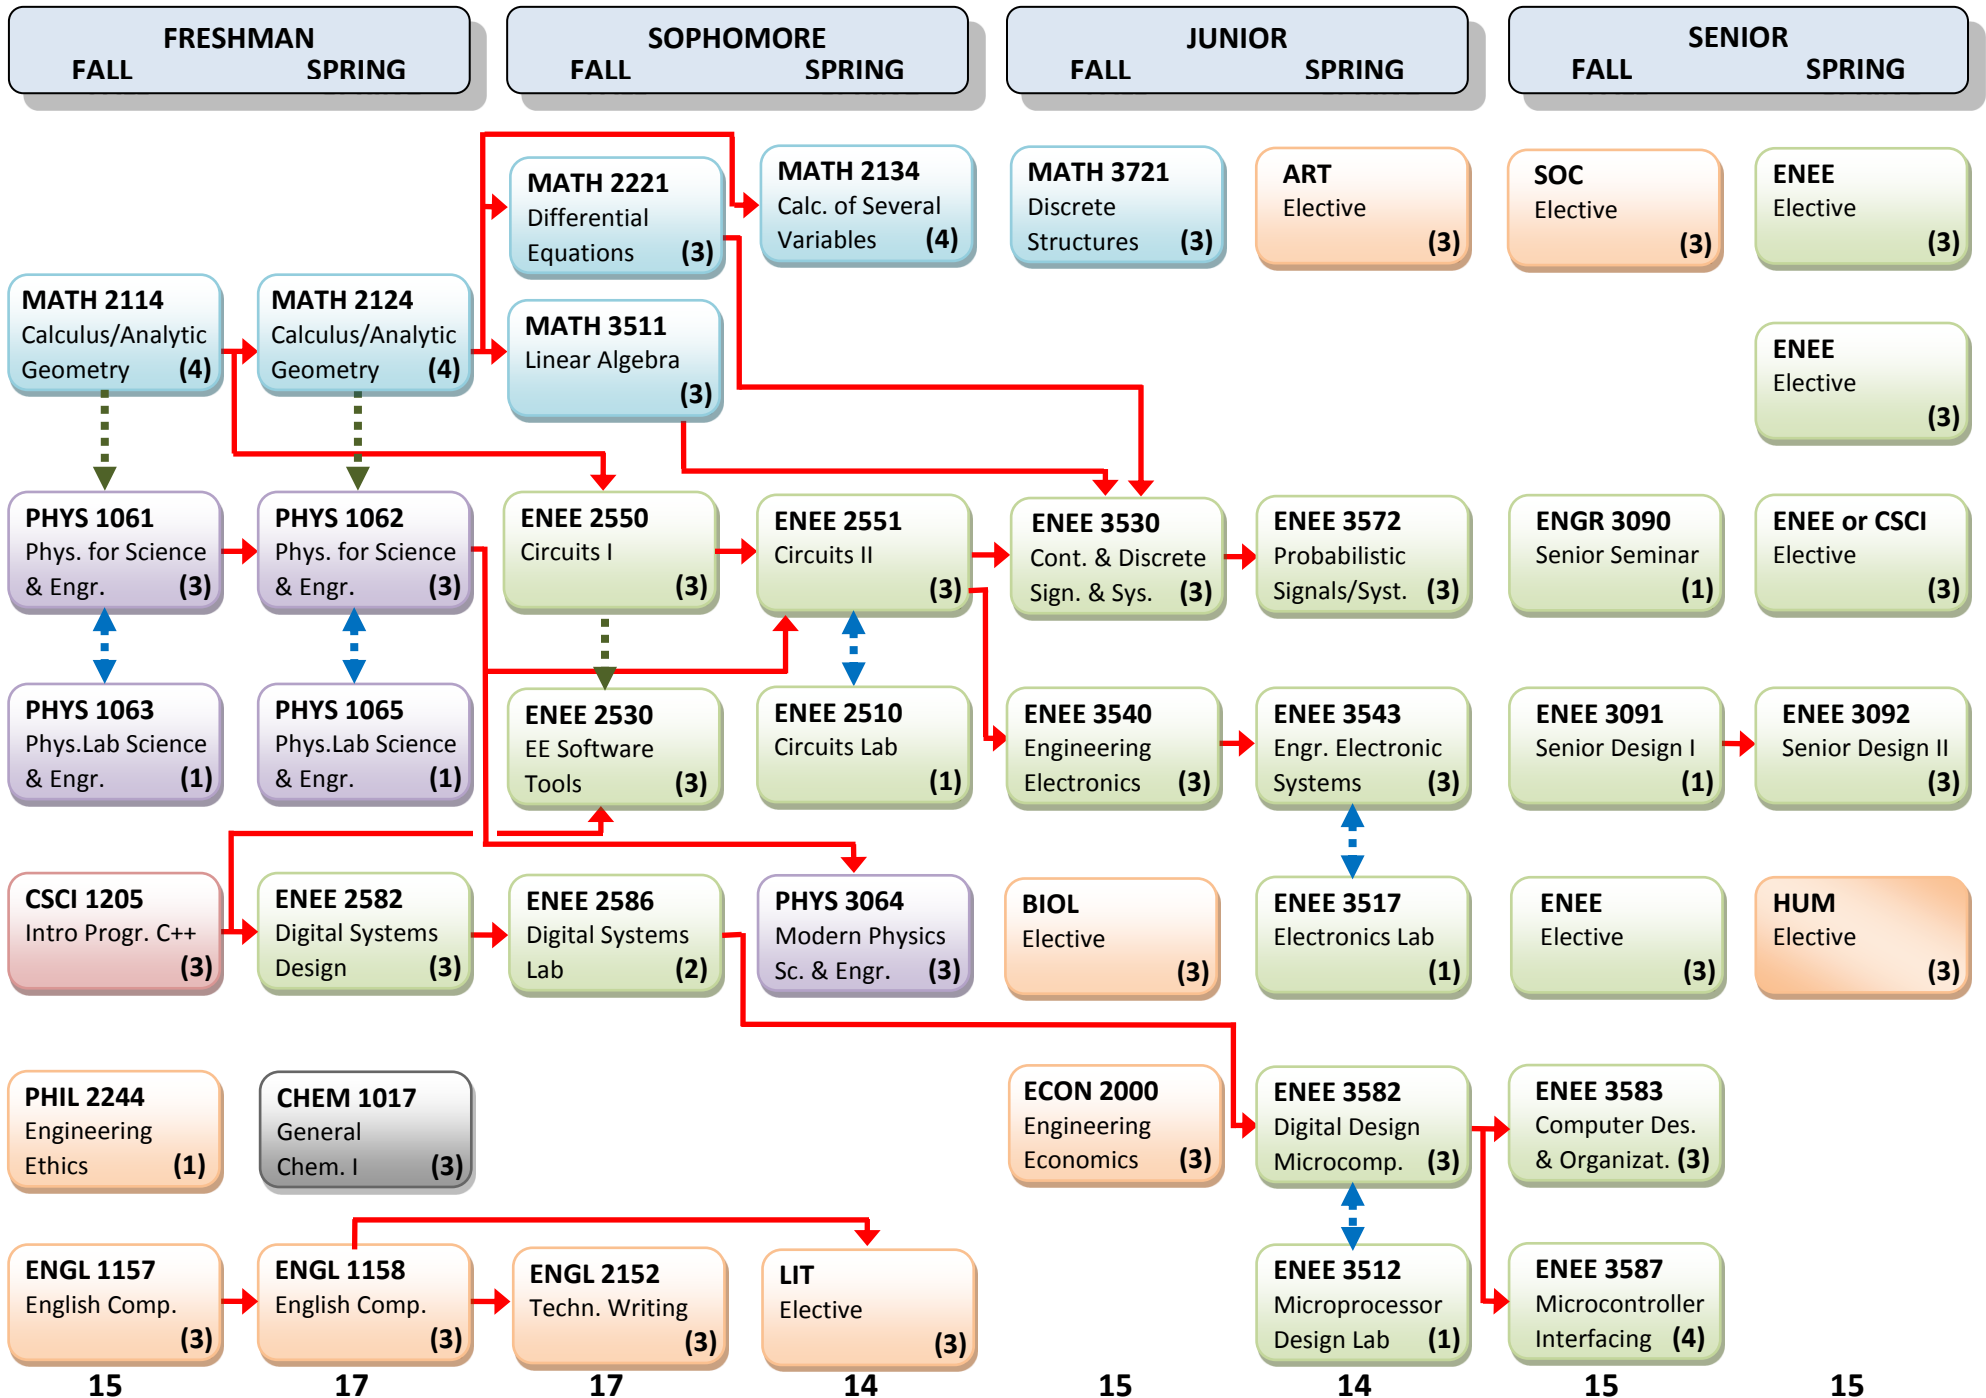 FRESHMAN
FALL SPRING
SOPHOMORE
FALL SPRING
JUNIOR
FALL SPRING
SENIOR
FALL SPRING
MATH 2221
Differential
Equations (3)
MATH 2134
Calc. of Several
Variables (4)
MATH 3721
Discrete
Structures (3)
ART
Elective
(3)
SOC
Elective
(3)
ENEE
Elective
(3)
MATH 2114
Calculus/Analytic
Geometry (4)
MATH 2124
Calculus/Analytic
Geometry (4)
MATH 3511
Linear Algebra
(3)
ENEE
Elective
(3)
PHYS 1061
Phys. for Science
& Engr. (3)
PHYS 1062
Phys. for Science
& Engr. (3)
ENEE 2550
Circuits I
(3)
ENEE 2551
Circuits II
(3)
ENEE 3530
Cont. & Discrete
Sign. & Sys. (3)
ENEE 3572
Probabilistic
Signals/Syst. (3)
ENGR 3090
Senior Seminar
(1)
ENEE or CSCI
Elective
(3)
PHYS 1063
Phys.Lab Science
& Engr. (1)
PHYS 1065
Phys.Lab Science
& Engr. (1)
ENEE 2530
EE Software
Tools (3)
ENEE 2510
Circuits Lab
(1)
ENEE 3540
Engineering
Electronics (3)
ENEE 3543
Engr. Electronic
Systems (3)
ENEE 3091
Senior Design I
(1)
ENEE 3092
Senior Design II
(3)
CSCI 1205
Intro Progr. C++
(3)
ENEE 2582
Digital Systems
Design (3)
ENEE 2586
Digital Systems
Lab (2)
PHYS 3064
Modern Physics
Sc. & Engr. (3)
BIOL
Elective
(3)
ENEE 3517
Electronics Lab
(1)
ENEE
Elective
(3)
HUM
Elective
(3)
PHIL 2244
Engineering
Ethics (1)
CHEM 1017
General
Chem. I (3)
ECON 2000
Engineering
Economics (3)
ENEE 3582
Digital Design
Microcomp. (3)
ENEE 3583
Computer Des.
& Organizat. (3)
ENGL 1157
English Comp.
(3)
ENGL 1158
English Comp.
(3)
ENGL 2152
Techn. Writing
(3)
LIT
Elective
(3)
ENEE 3512
Microprocessor
Design Lab (1)
ENEE 3587
Microcontroller
Interfacing (4)
15 17 17 14 15 14 15 15